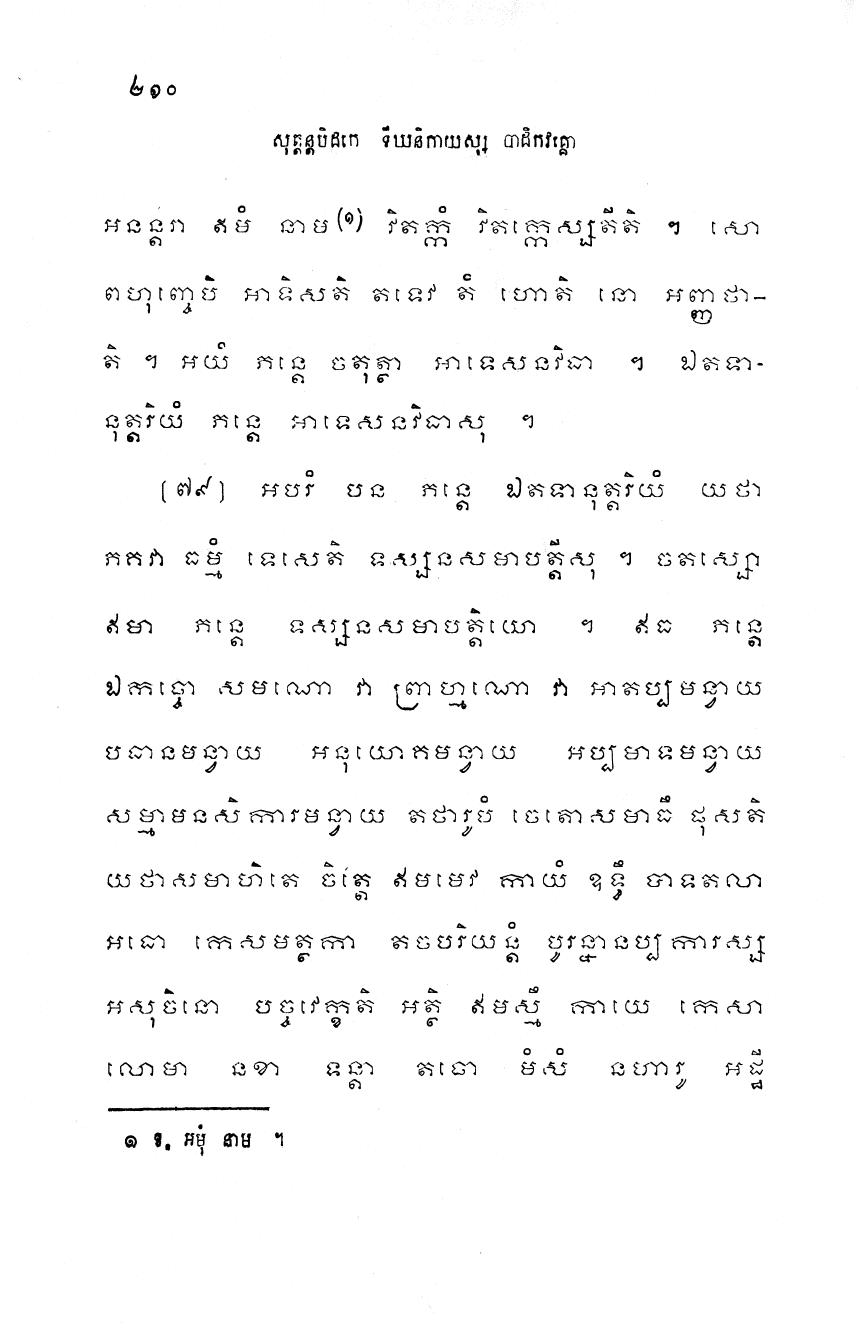 ២១០
សុត្តន្តបិដកេ ទីឃនិកាយស្ស បាដិកវគ្គោ
អនន្តរា ឥមំ នាម(១) វិតក្កំ វិតក្កេស្សតីតិ ។ សោ
ពហុញ្ចេបិ អាទិសតិ តទេវ តំ ហោតិ នោ អញ្ញថា-
តិ ។ អយំ ភន្តេ ចតុត្ថា អាទេសនវិធា ។ ឯតទា-
នុត្តរិយំ ភន្តេ អាទេសនវិធាសុ ។
[៧៩] អបរំ បន ភន្តេ ឯតទានុត្តរិយំ យថា
ភគវា ធម្មំ ទេសេតិ ទស្សនសមាបត្តីសុ ។ ចតស្សោ
ឥមា ភន្តេ ទស្សនសមាបត្តិយោ ។ ឥធ ភន្តេ
ឯកច្ចោ សមណោ វា ព្រាហ្មណោ វា អាតប្បមន្វាយ
បធានមន្វាយ អនុយោគមន្វាយ អប្បមាទមន្វាយ
សម្មាមនសិការមន្វាយ តថារូបំ ចេតោសមាធឹ ផុសតិ
យថាសមាហិតេ ចិត្តេ ឥមមេវ កាយំ ឧទ្ធំ បាទតលា
អធោ កេសមត្ថកា តចបរិយន្តំ បូរន្នានប្បការស្ស
អសុចិនោ បច្ចវេក្ខតិ អត្ថិ ឥមស្មឹ កាយេ កេសា
លោមា នខា ទន្តា តចោ មំសំ នហារូ អដ្ឋី
១ ឱ. អមុំ នាម ។